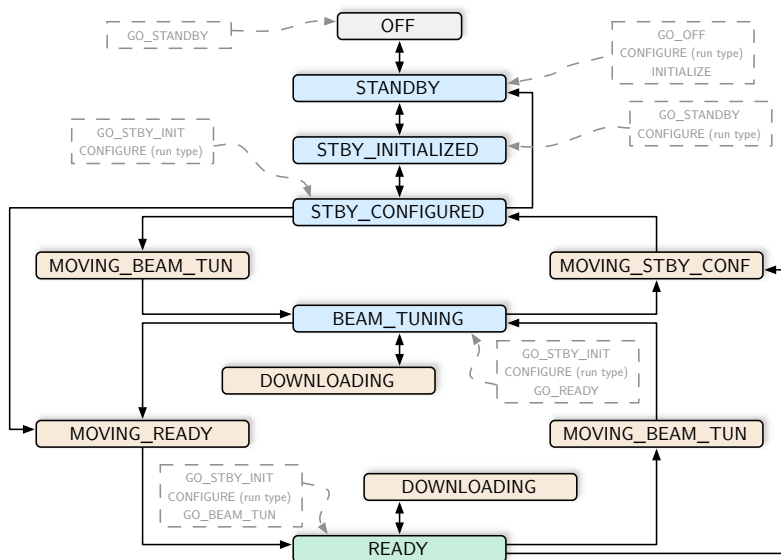 OFF
GO_STANDBY
GO_OFF
CONFIGURE (run type)
INITIALIZE
STANDBY
GO_STANDBY
CONFIGURE (run type)
GO_STBY_INIT
CONFIGURE (run type)
STBY_INITIALIZED
STBY_CONFIGURED
MOVING_BEAM_TUN
MOVING_STBY_CONF
BEAM_TUNING
GO_STBY_INIT
CONFIGURE (run type)
GO_READY
DOWNLOADING
MOVING_READY
MOVING_BEAM_TUN
GO_STBY_INIT
CONFIGURE (run type)
GO_BEAM_TUN
DOWNLOADING
READY